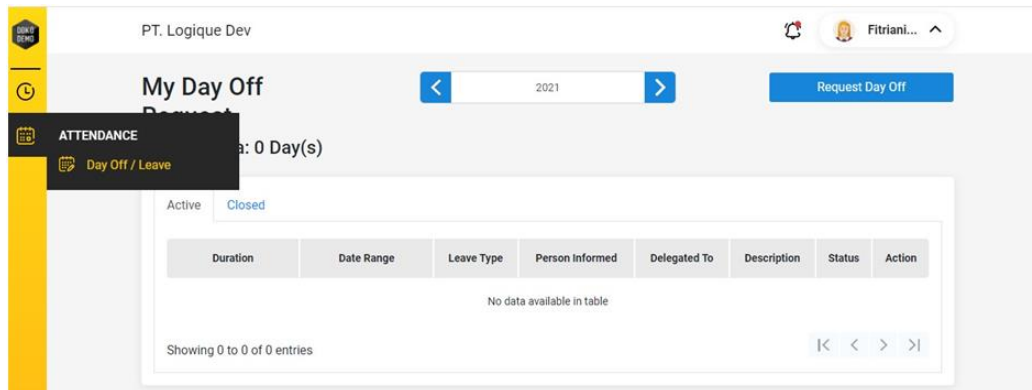 DOKO DEMO
PT. Logique Dev
Fitriani...
My Day Off
2021
Request Day Off
ATTENDANCE
Day Off / Leave
: 0 Day(s)
Active
Closed
Duration Date Range Leave Type Person Informed Delegated To Description Status Action
No data available in table
Showing 0 to 0 of 0 entries